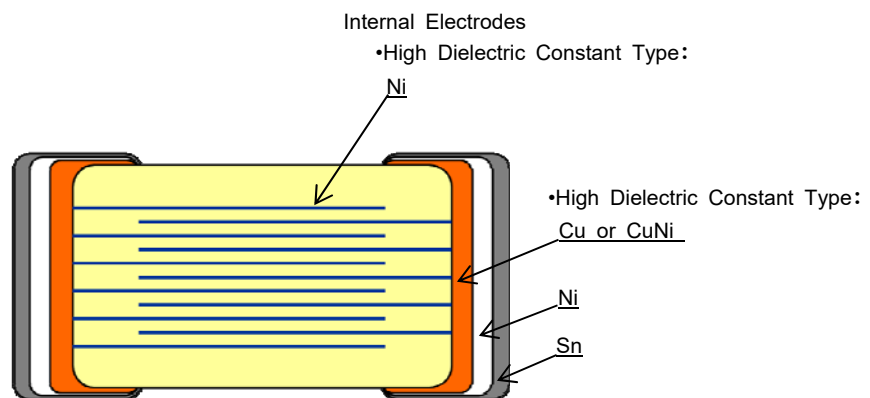 Internal Electrodes
•High Dielectric Constant Type：
Ni
•High Dielectric Constant Type：
Cu or CuNi
Ni
Sn